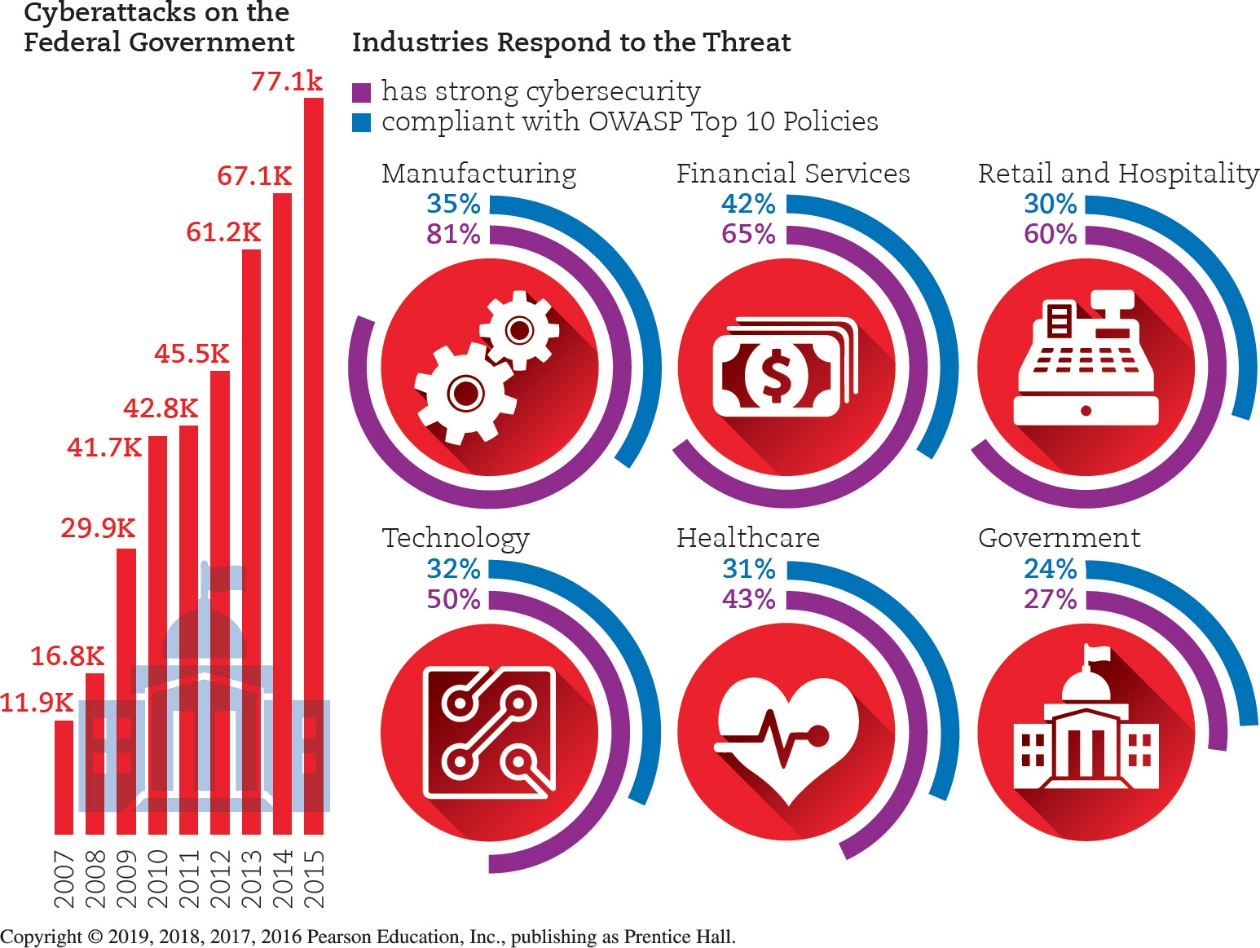 Cyberattacks on the
Federal Government
77.1k
67.1K
61.2K
45.5K
42.8K
41.7K
29.9K
16.8K
11.9K
2007
2008
2009
2010
2011
2012
2013
2014
2015
Industries Respond to the Threat
has strong cybersecurity
compliant with OWASP Top 10 Policies
Manufacturing
35%
81%
Financial Services
42%
65%
$
Retail and Hospitality
30%
60%
Technology
32%
50%
Healthcare
31%
43%
Government
24%
27%
Copyright © 2019, 2018, 2017, 2016 Pearson Education, Inc., publishing as Prentice Hall.